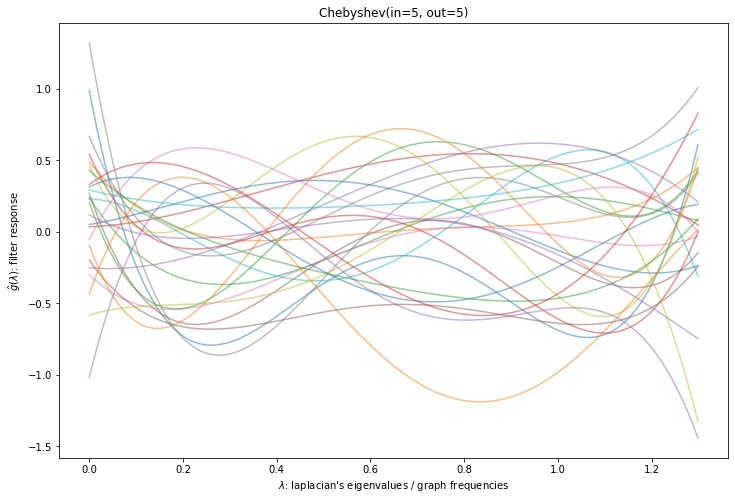 Chebyshev(in=5, out=5)
ĝ(λ): filter response
1.0
0.5
0.0
−0.5
−1.0
−1.5
0.0 0.2 0.4 0.6 0.8 1.0 1.2
λ: laplacian's eigenvalues / graph frequencies